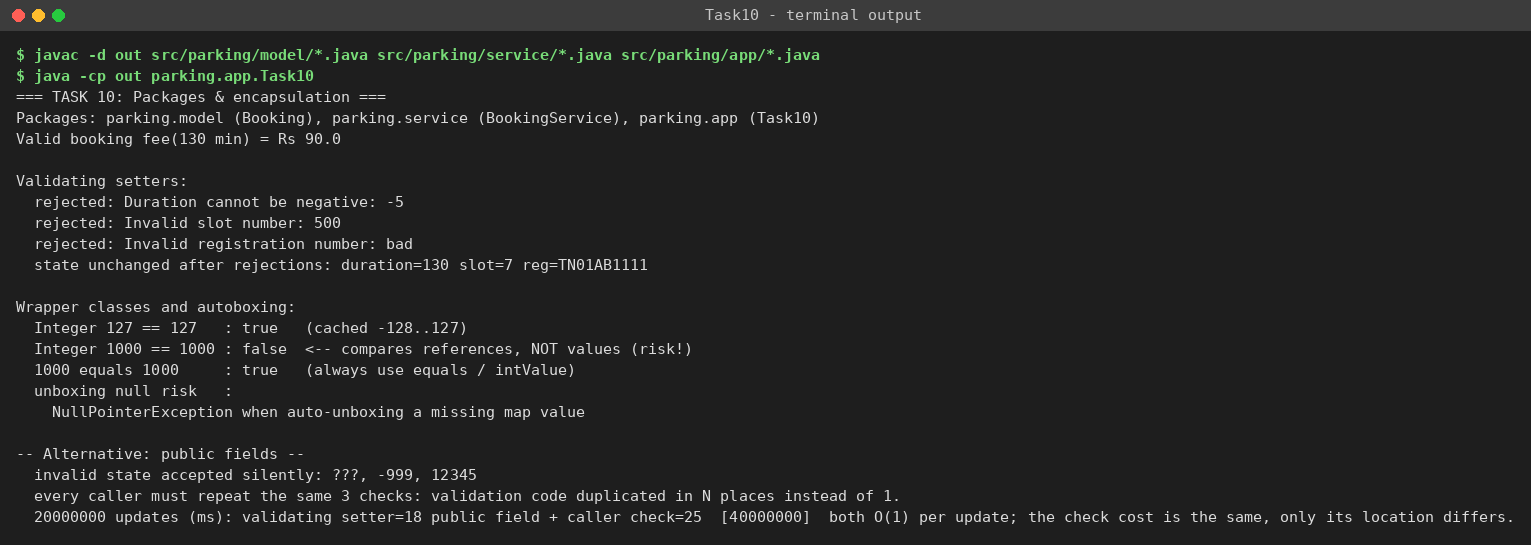 Task10 - terminal output
$ javac -d out src/parking/model/*.java src/parking/service/*.java src/parking/app/*.java
$ java -cp out parking.app.Task10
=== TASK 10: Packages & encapsulation ===
Packages: parking.model (Booking), parking.service (BookingService), parking.app (Task10)
Valid booking fee(130 min) = Rs 90.0
Validating setters:
  rejected: Duration cannot be negative: -5
  rejected: Invalid slot number: 500
  rejected: Invalid registration number: bad
  state unchanged after rejections: duration=130 slot=7 reg=TN01AB1111
Wrapper classes and autoboxing:
  Integer 127 == 127   : true   (cached -128..127)
  Integer 1000 == 1000 : false  <-- compares references, NOT values (risk!)
  1000 equals 1000     : true   (always use equals / intValue)
  unboxing null risk   :
    NullPointerException when auto-unboxing a missing map value
-- Alternative: public fields --
  invalid state accepted silently: ???, -999, 12345
  every caller must repeat the same 3 checks: validation code duplicated in N places instead of 1.
  20000000 updates (ms): validating setter=18 public field + caller check=25  [40000000]  both O(1) per update; the check cost is the same, only its location differs.